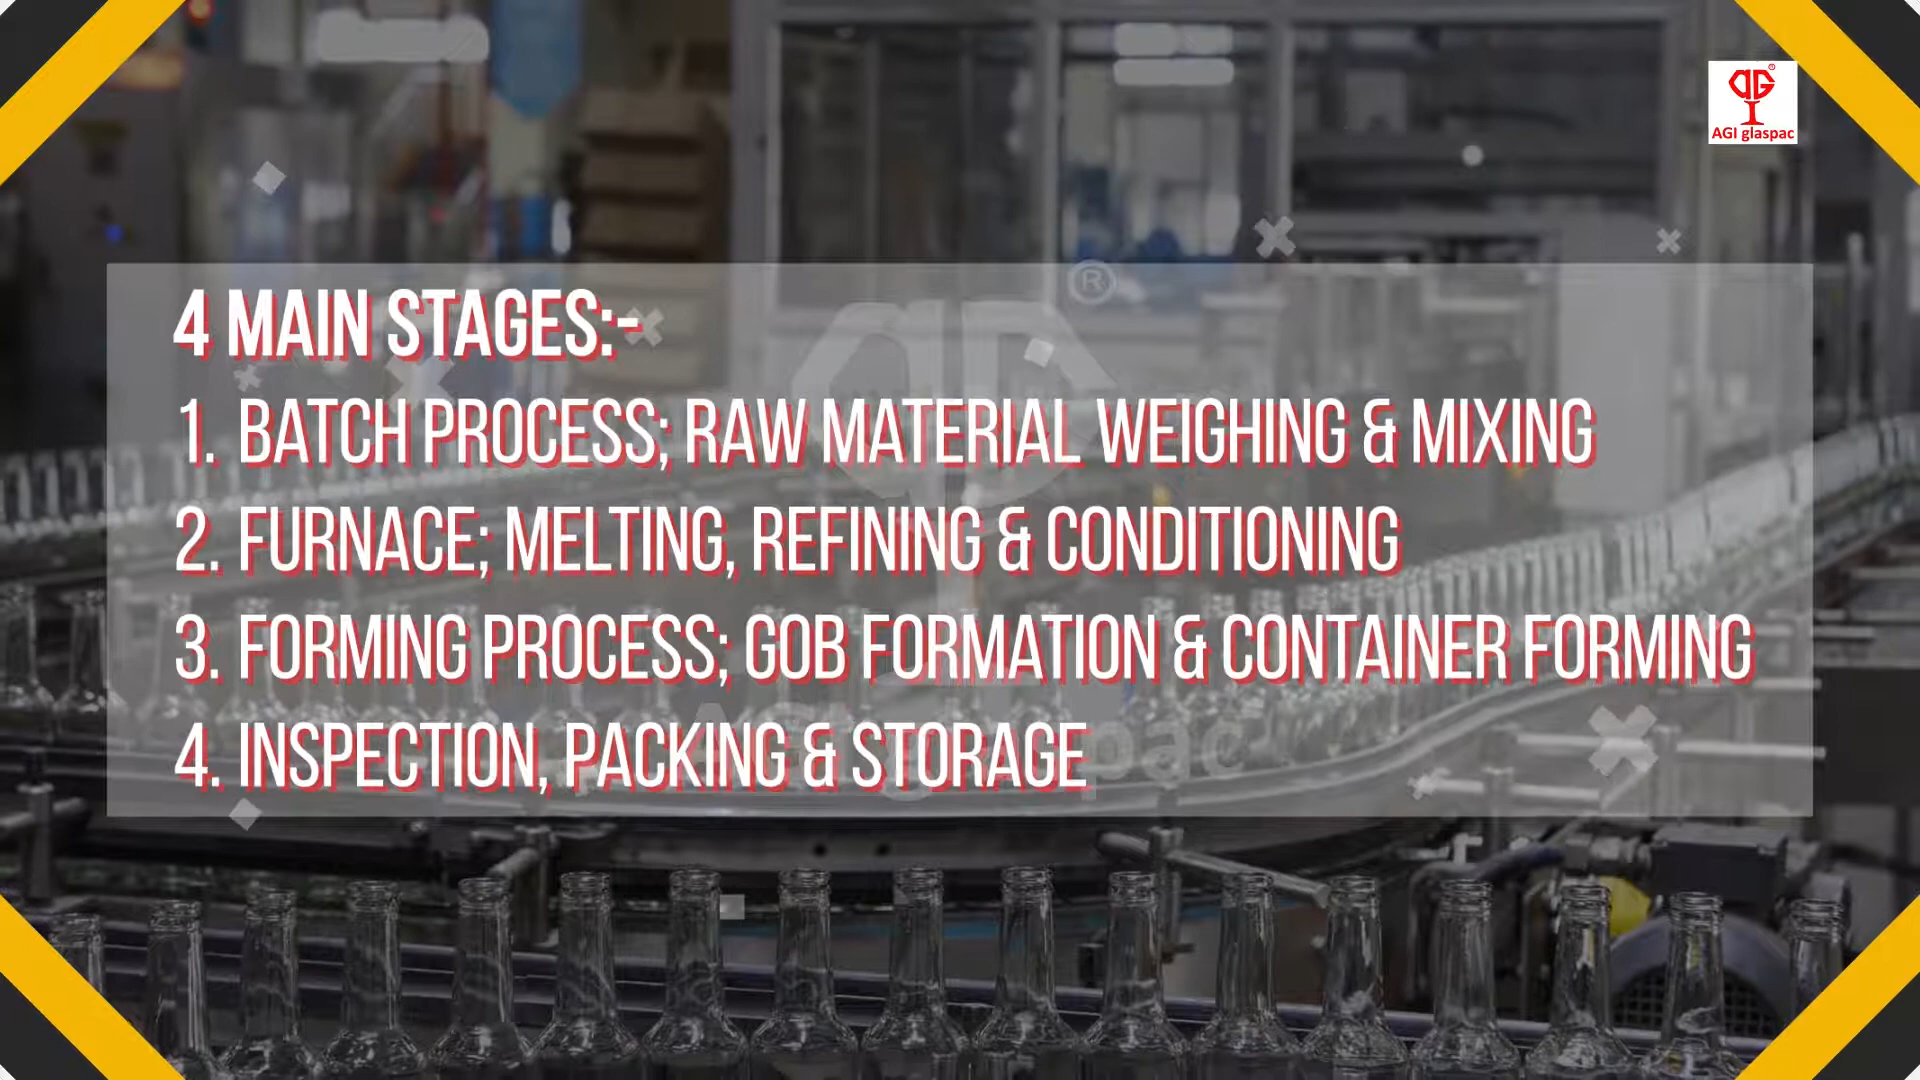 AGI glaspac
4 MAIN STAGES:-
1. BATCH PROCESS; RAW MATERIAL WEIGHING & MIXING
2. FURNACE; MELTING, REFINING & CONDITIONING
3. FORMING PROCESS; GOB FORMATION & CONTAINER FORMING
4. INSPECTION, PACKING & STORAGE